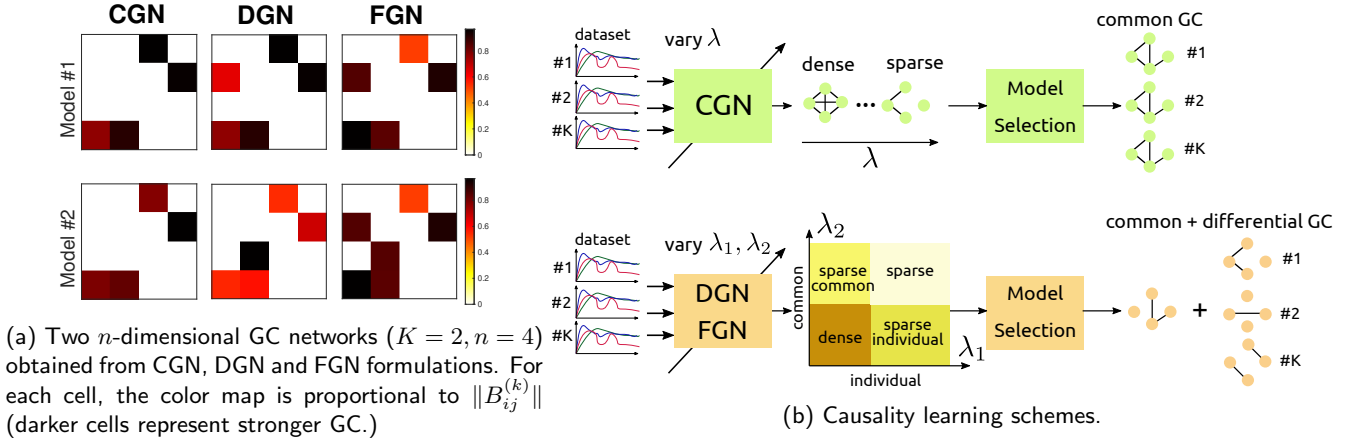 CGN DGN FGN
Model #1
1
0.8
0.6
0.4
0.2
0
Model #2
0.8
0.6
0.4
0.2
0
(a) Two n-dimensional GC networks (K = 2, n = 4)
obtained from CGN, DGN and FGN formulations. For
each cell, the color map is proportional to ‖B_{ij}^{(k)}‖
(darker cells represent stronger GC.)
dataset
#1
#2
#K
vary λ
CGN
dense sparse
λ
Model
Selection
common GC
#1
#2
#K
dataset
#1
#2
#K
vary λ₁, λ₂
DGN
FGN
λ₂
common
sparse
common
sparse
dense
sparse
individual
λ₁
individual
Model
Selection
common + differential GC
+
#1
#2
#K
(b) Causality learning schemes.